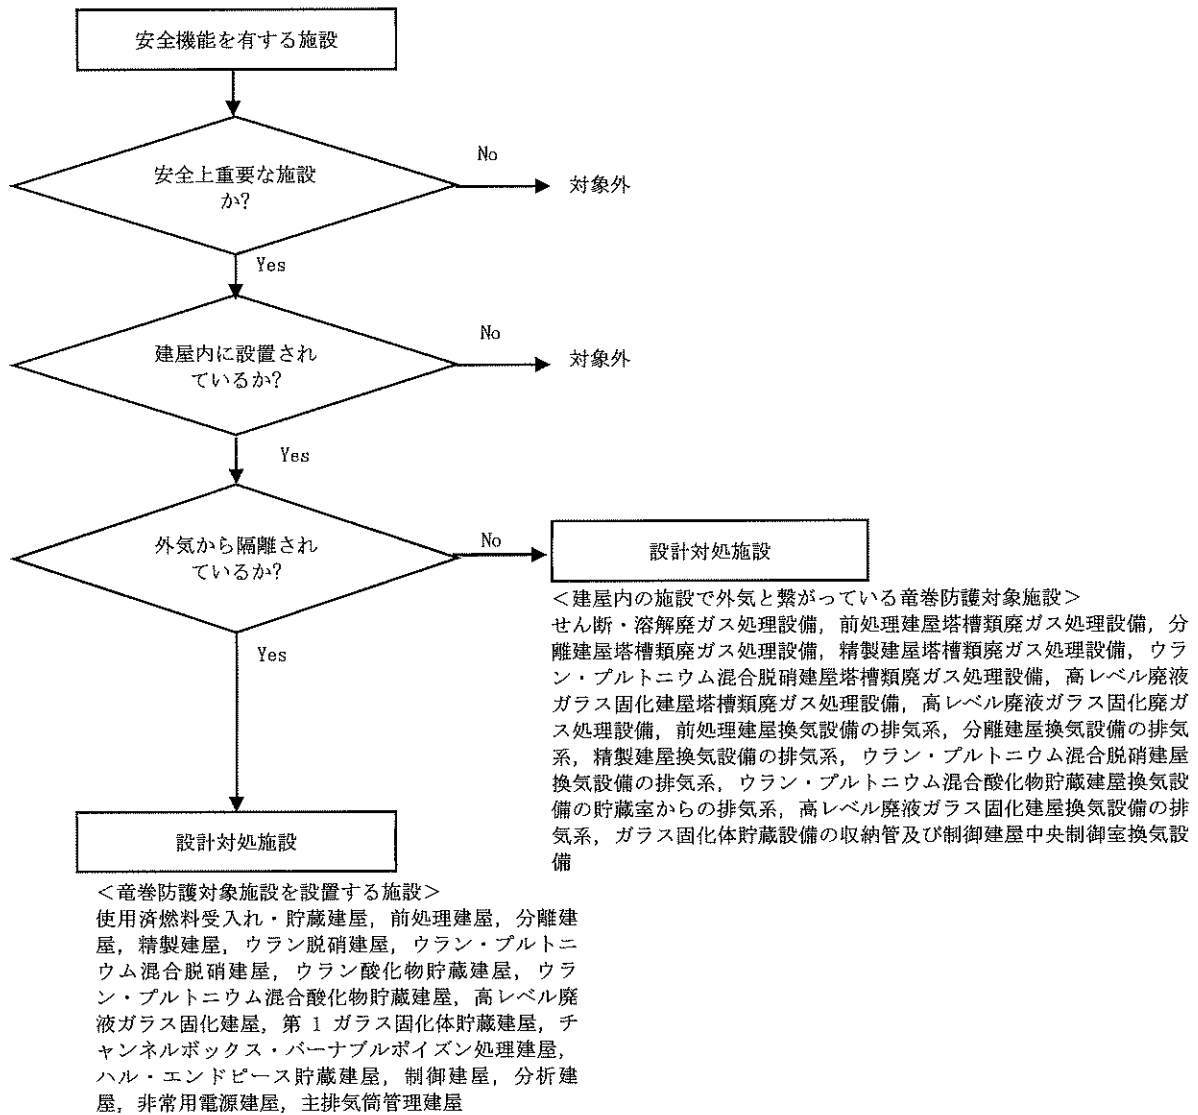 安全機能を有する施設
安全上重要な施設
か?
No
対象外
Yes
建屋内に設置され
ているか?
No
対象外
Yes
外気から隔離され
ているか?
No
設計対処施設
<建屋内の施設で外気と繋がっている竜巻防護対象施設>
せん断・溶解廃ガス処理設備，前処理建屋塔槽類廃ガス処理設備，分
離建屋塔槽類廃ガス処理設備，精製建屋塔槽類廃ガス処理設備，ウラ
ン・プルトニウム混合脱硝建屋塔槽類廃ガス処理設備，高レベル廃液
ガラス固化建屋塔槽類廃ガス処理設備，高レベル廃液ガラス固化廃ガ
ス処理設備，前処理建屋換気設備の排気系，分離建屋換気設備の排気
系，精製建屋換気設備の排気系，ウラン・プルトニウム混合脱硝建屋
換気設備の排気系，ウラン・プルトニウム混合酸化物貯蔵建屋換気設
備の貯蔵室からの排気系，高レベル廃液ガラス固化建屋換気設備の排
気系，ガラス固化体貯蔵設備の収納管及び制御建屋中央制御室換気設
備
Yes
設計対処施設
<竜巻防護対象施設を設置する施設>
使用済燃料受入れ・貯蔵建屋，前処理建屋，分離建
屋，精製建屋，ウラン脱硝建屋，ウラン・プルトニ
ウム混合脱硝建屋，ウラン酸化物貯蔵建屋，ウラ
ン・プルトニウム混合酸化物貯蔵建屋，高レベル廃
液ガラス固化建屋，第 1 ガラス固化体貯蔵建屋，チ
ャンネルボックス・バーナブルポイズン処理建屋，
ハル・エンドピース貯蔵建屋，制御建屋，分析建
屋，非常用電源建屋，主排気筒管理建屋